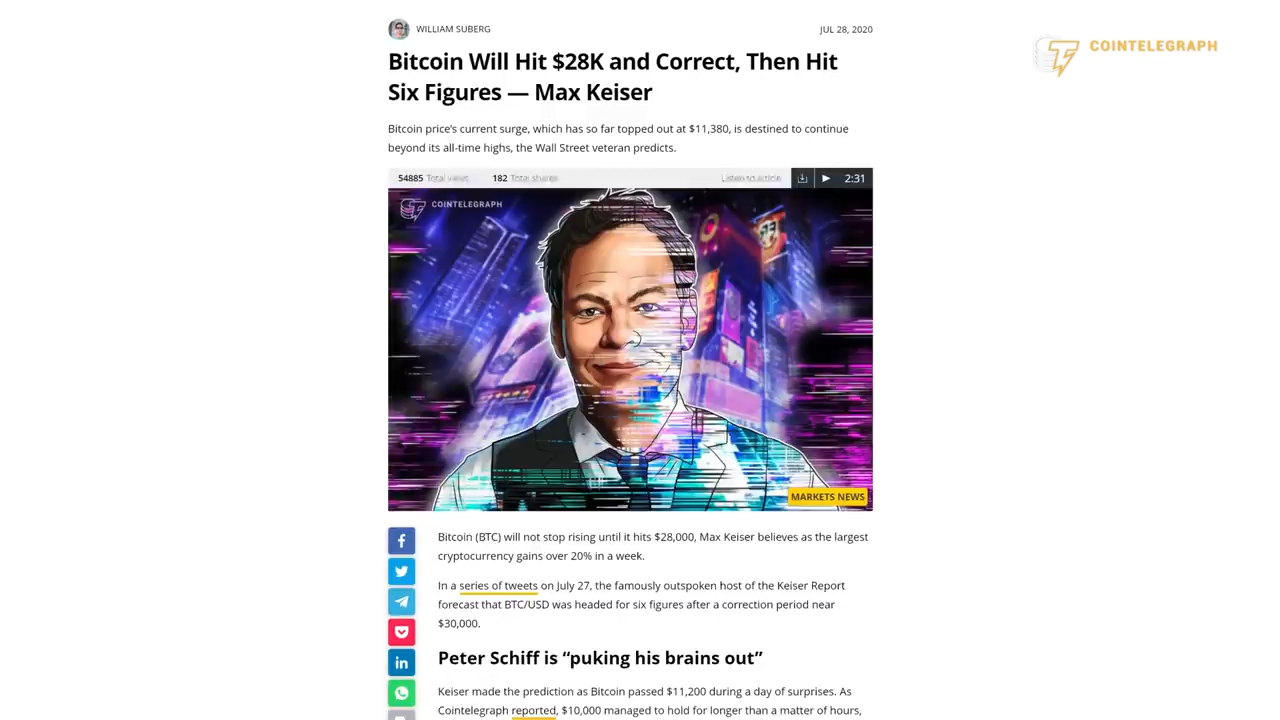 WILLIAM SUBERG
JUL 28, 2020
COINTELEGRAPH
Bitcoin Will Hit $28K and Correct, Then Hit
Six Figures — Max Keiser
Bitcoin price's current surge, which has so far topped out at $11,380, is destined to continue
beyond its all-time highs, the Wall Street veteran predicts.
54885 Total views
182 Total shares
Listen to article
2:31
COINTELEGRAPH
MARKETS NEWS
Bitcoin (BTC) will not stop rising until it hits $28,000, Max Keiser believes as the largest
cryptocurrency gains over 20% in a week.
In a series of tweets on July 27, the famously outspoken host of the Keiser Report
forecast that BTC/USD was headed for six figures after a correction period near
$30,000.
Peter Schiff is “puking his brains out”
Keiser made the prediction as Bitcoin passed $11,200 during a day of surprises. As
Cointelegraph reported, $10,000 managed to hold for longer than a matter of hours,